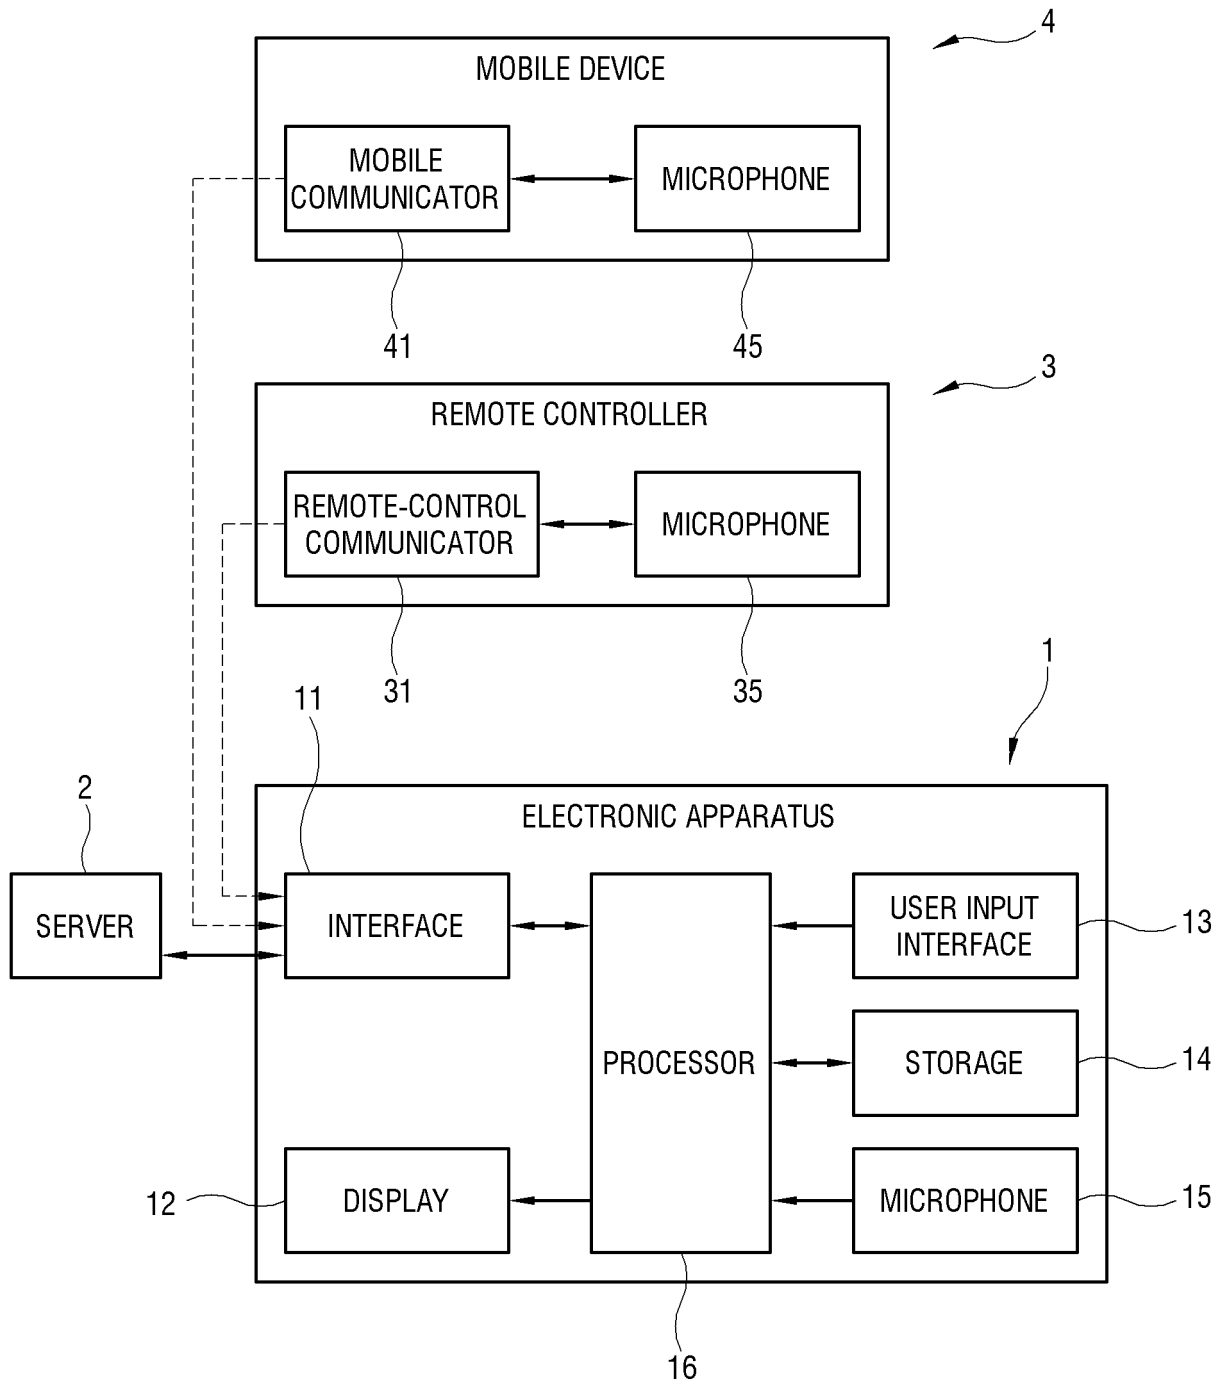 4
MOBILE DEVICE
MOBILE
COMMUNICATOR
MICROPHONE
41
45
3
REMOTE CONTROLLER
REMOTE-CONTROL
COMMUNICATOR
MICROPHONE
31
35
1
11
2
ELECTRONIC APPARATUS
SERVER
INTERFACE
USER INPUT
INTERFACE
13
PROCESSOR
STORAGE
14
12
DISPLAY
MICROPHONE
15
16